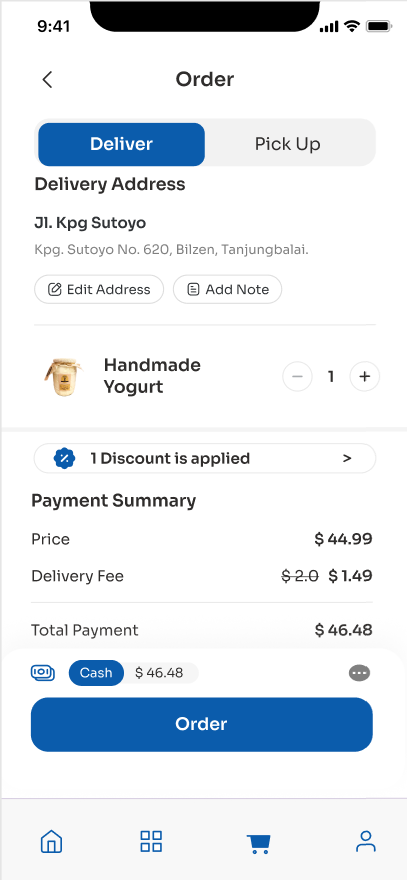 9:41
Order
Deliver
Pick Up
Delivery Address
Jl. Kpg Sutoyo
Kpg. Sutoyo No. 620, Bilzen, Tanjungbalai.
Edit Address
Add Note
Handmade
Yogurt
1
1 Discount is applied
>
Payment Summary
Price
$ 44.99
Delivery Fee
$ 2.0 $ 1.49
Total Payment
$ 46.48
Cash
$ 46.48
Order